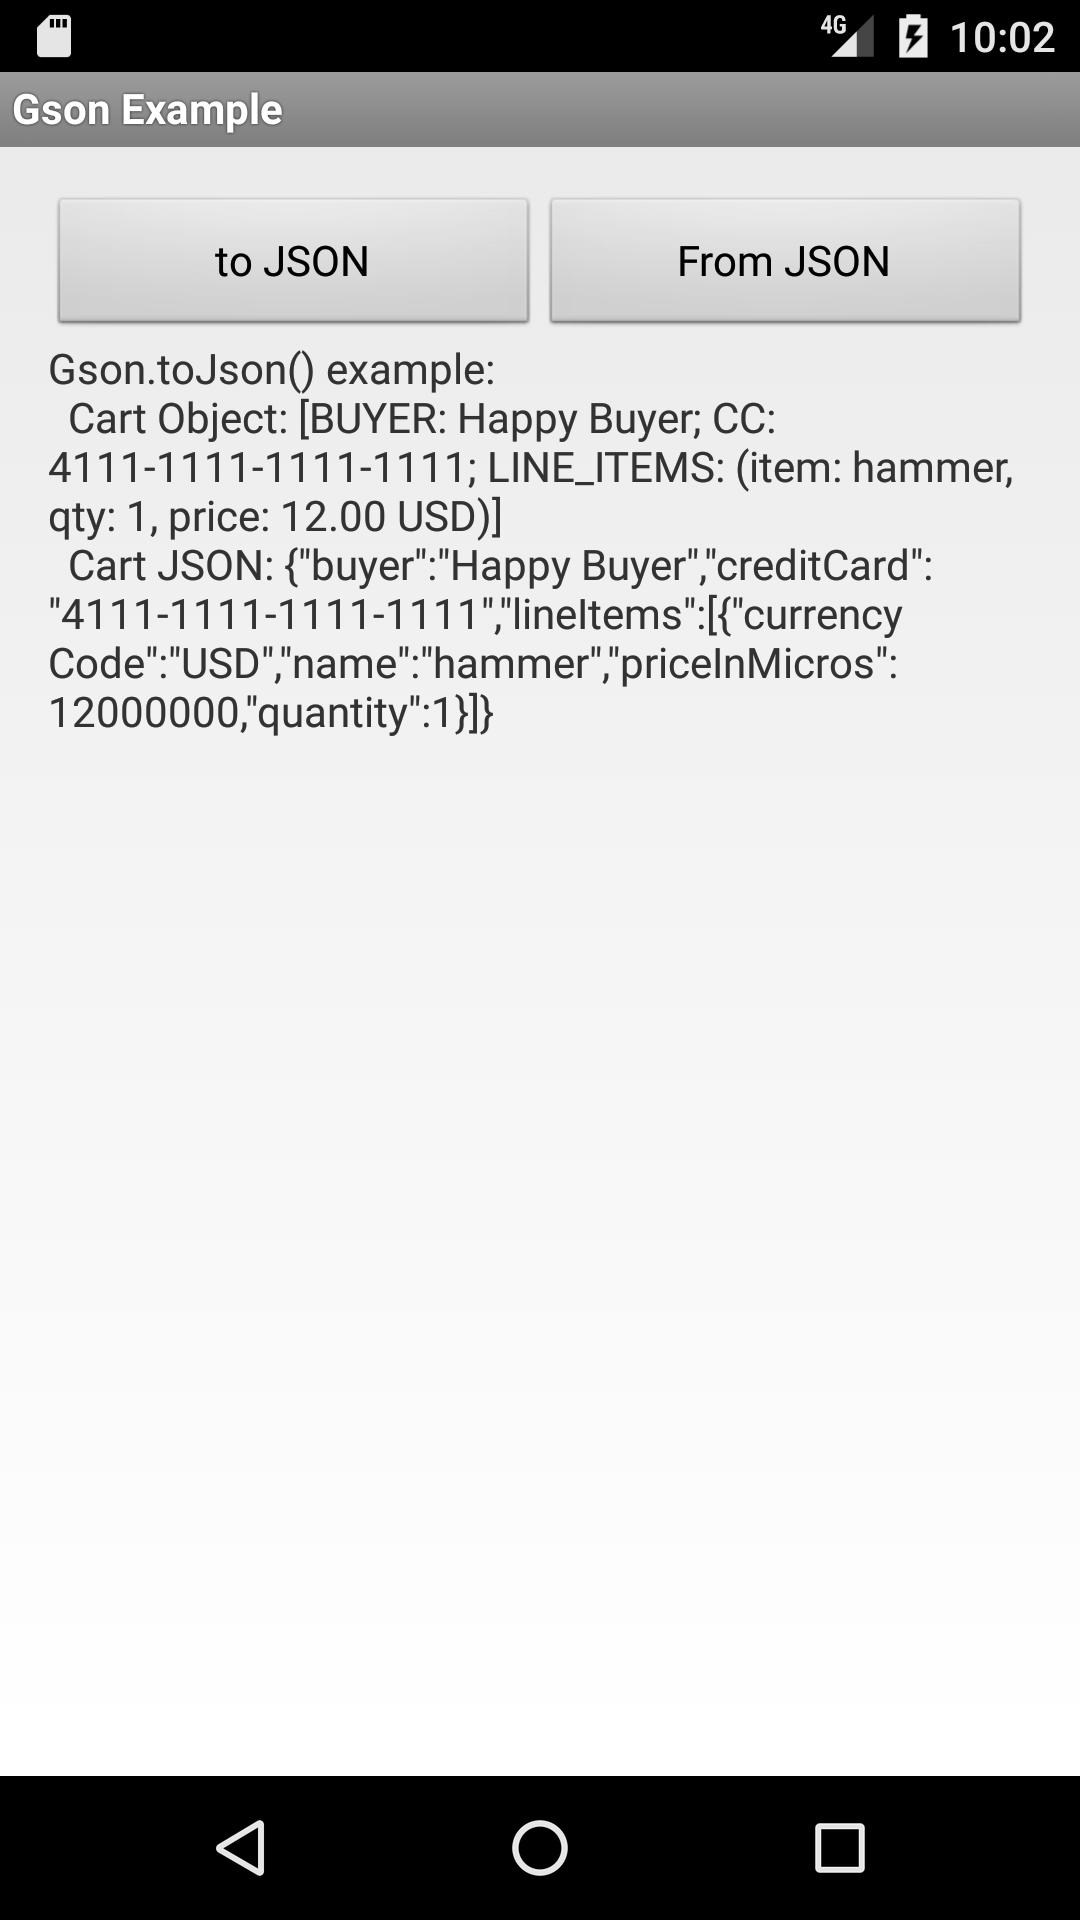 4G 10:02
Gson Example
to JSON From JSON
Gson.toJson() example:
Cart Object: [BUYER: Happy Buyer; CC:
4111-1111-1111-1111; LINE_ITEMS: (item: hammer,
qty: 1, price: 12.00 USD)]
Cart JSON: {"buyer":"Happy Buyer","creditCard":
"4111-1111-1111-1111","lineItems":[{"currency
Code":"USD","name":"hammer","priceInMicros":
12000000,"quantity":1}]}